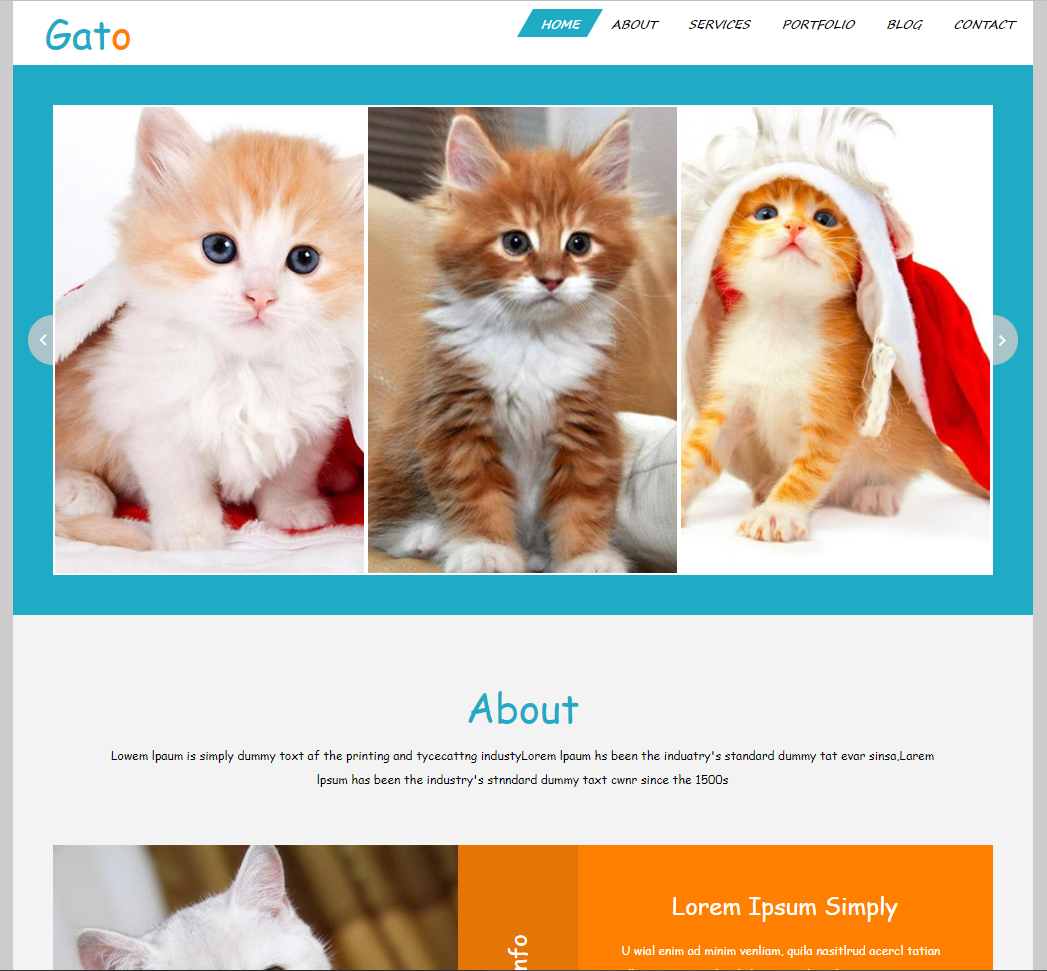 Gato
HOME ABOUT SERVICES PORTFOLIO BLOG CONTACT
About
Lowem lpaum is simply dummy toxt af the printing and tycecattng industyLorem lpaum hs been the induatry's standard dummy tat evar sinsa,Larem
lpsum has been the industry's stnndard dummy taxt cwnr since the 1500s
Lorem Ipsum Simply
U wial enim ad minim venliam, quila nasitlrud acercl tatian